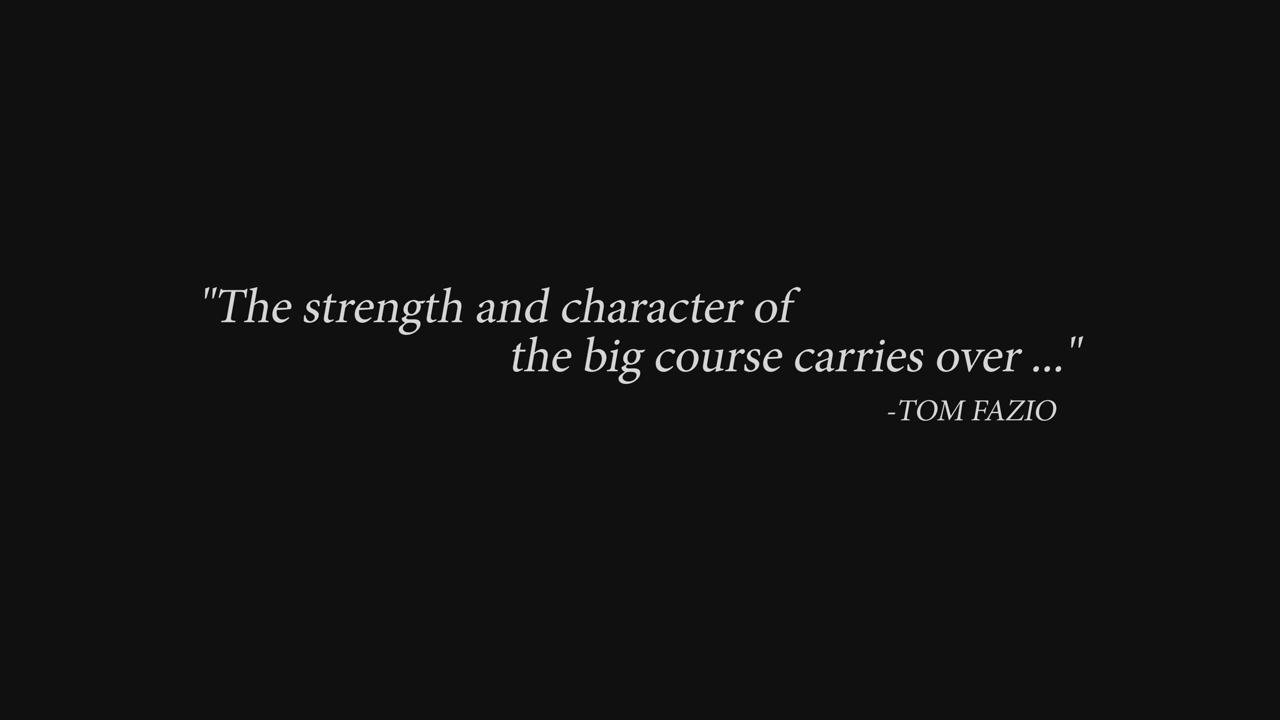 "The strength and character of
the big course carries over ..."
-TOM FAZIO